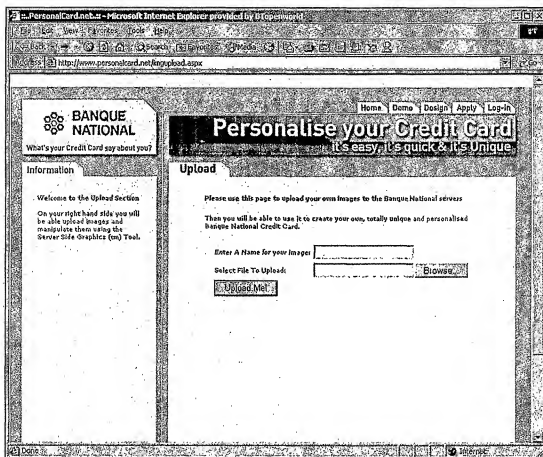 ::.PersonalCard.net.:: - Microsoft Internet Explorer provided by BTopenworld
File Edit View Favorites Tools Help
Back Search Favorites Media
http://www.personalcard.net/imgupload.aspx Go
Home Demo Design Apply Log-in
BANQUE
NATIONAL
What's your Credit Card say about you?
Personalise your Credit Card
it's easy, it's quick & it's Unique
Information
Welcome to the Upload Section
On your right hand side you will
be able upload images and
manipulate them using the
Server Side Graphics (tm) Tool.
Upload
Please use this page to upload your own images to the Banque National servers
Then you will be able to use it to create your own, totally unique and personalised
Banque National Credit Card.
Enter A Name for your Image:
Select File To Upload: Browse...
Upload Me!
Done Internet